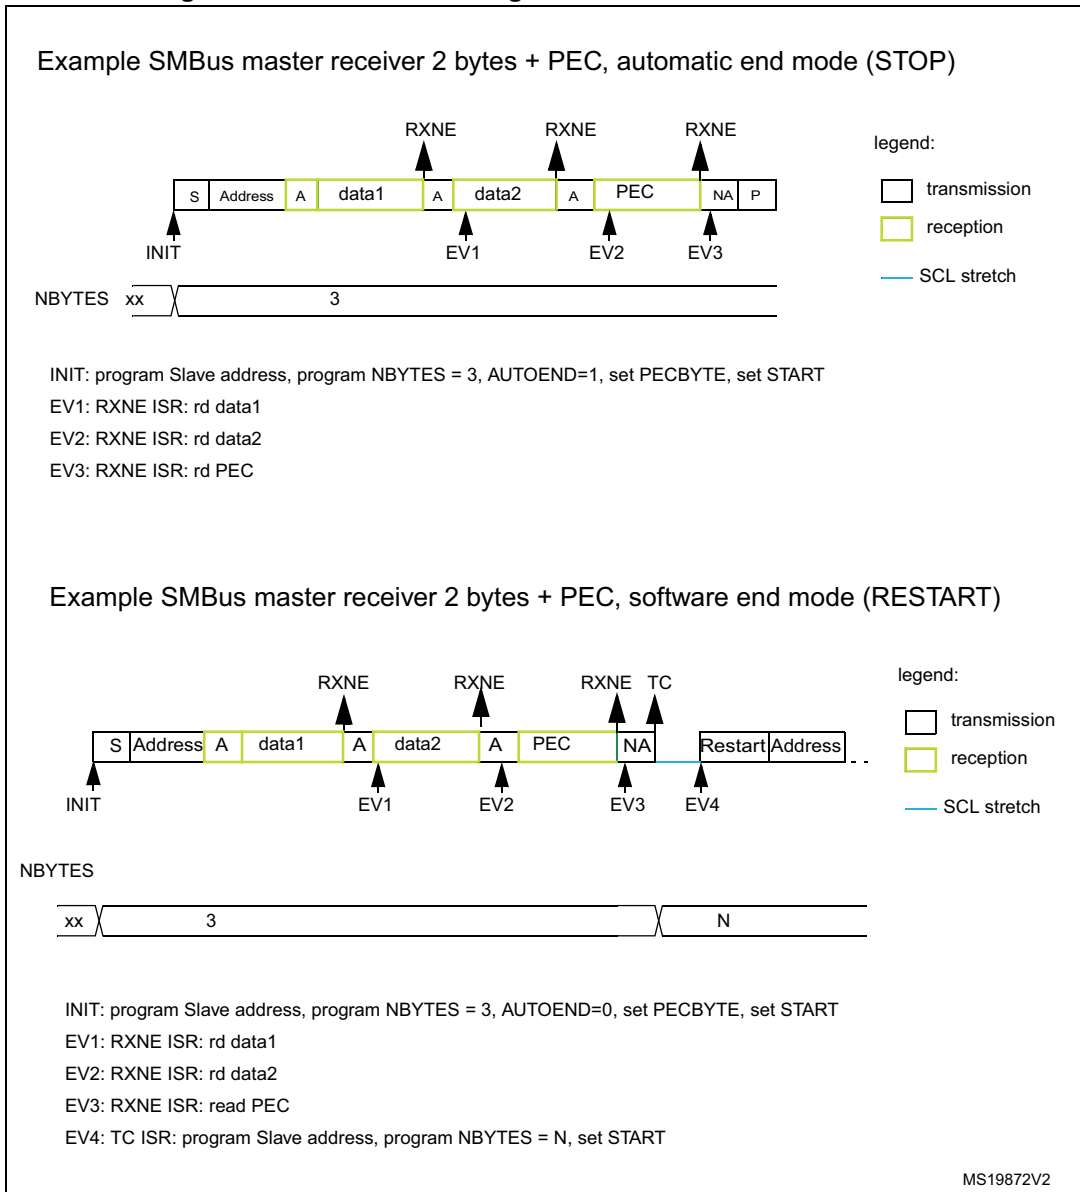 Example SMBus master receiver 2 bytes + PEC, automatic end mode (STOP)
RXNE RXNE RXNE
legend:
S Address A data1 A data2 A PEC NA P
transmission
reception
INIT EV1 EV2 EV3
SCL stretch
NBYTES xx 3
INIT: program Slave address, program NBYTES = 3, AUTOEND=1, set PECBYTE, set START
EV1: RXNE ISR: rd data1
EV2: RXNE ISR: rd data2
EV3: RXNE ISR: rd PEC
Example SMBus master receiver 2 bytes + PEC, software end mode (RESTART)
RXNE RXNE RXNE TC
legend:
S Address A data1 A data2 A PEC NA Restart Address
transmission
reception
INIT EV1 EV2 EV3 EV4
SCL stretch
NBYTES
xx 3 N
INIT: program Slave address, program NBYTES = 3, AUTOEND=0, set PECBYTE, set START
EV1: RXNE ISR: rd data1
EV2: RXNE ISR: rd data2
EV3: RXNE ISR: read PEC
EV4: TC ISR: program Slave address, program NBYTES = N, set START
MS19872V2